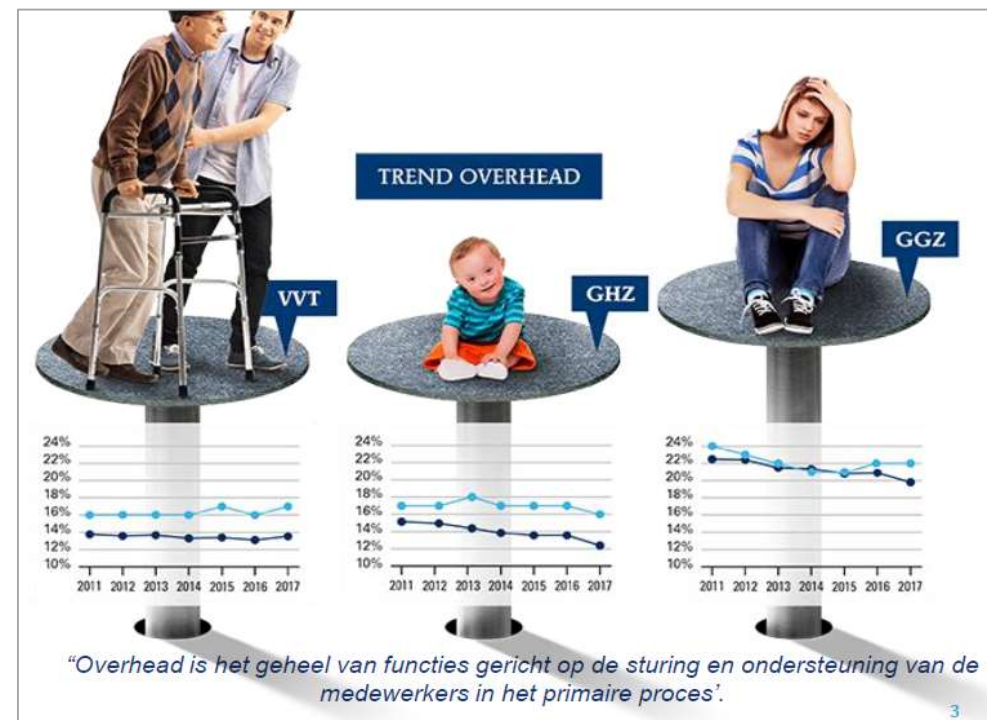 TREND OVERHEAD
VVT
GHZ
GGZ
24%
22%
20%
18%
16%
14%
12%
10%
2011 2012 2013 2014 2015 2016 2017
24%
22%
20%
18%
16%
14%
12%
10%
2011 2012 2013 2014 2015 2016 2017
24%
22%
20%
18%
16%
14%
12%
10%
2011 2012 2013 2014 2015 2016 2017
“Overhead is het geheel van functies gericht op de sturing en ondersteuning van de
medewerkers in het primaire proces’.
3